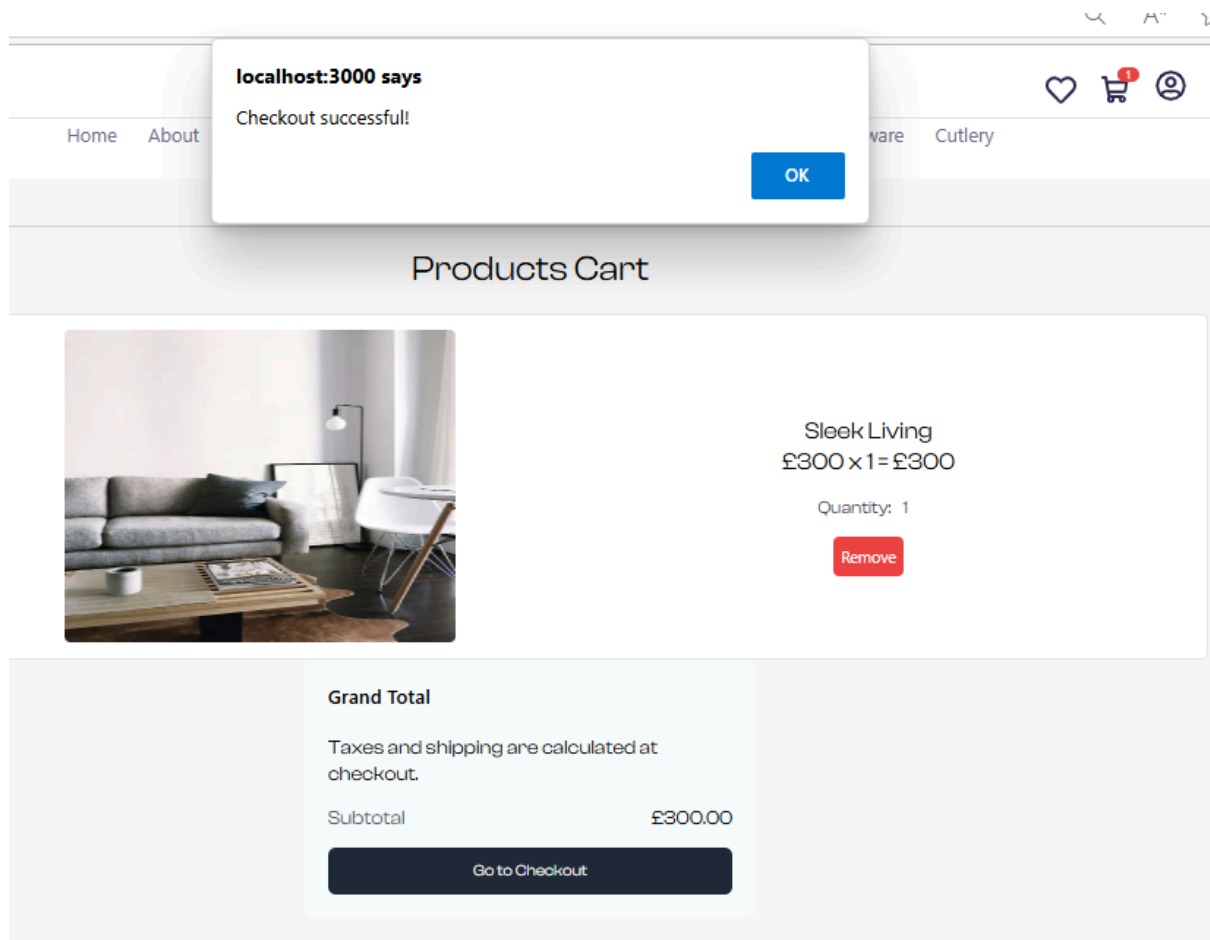 localhost:3000 says
Checkout successful!
OK
1
Home About ware Cutlery
Products Cart
Sleek Living
£300 x 1 = £300
Quantity: 1
Remove
Grand Total
Taxes and shipping are calculated at
checkout.
Subtotal £300.00
Go to Checkout